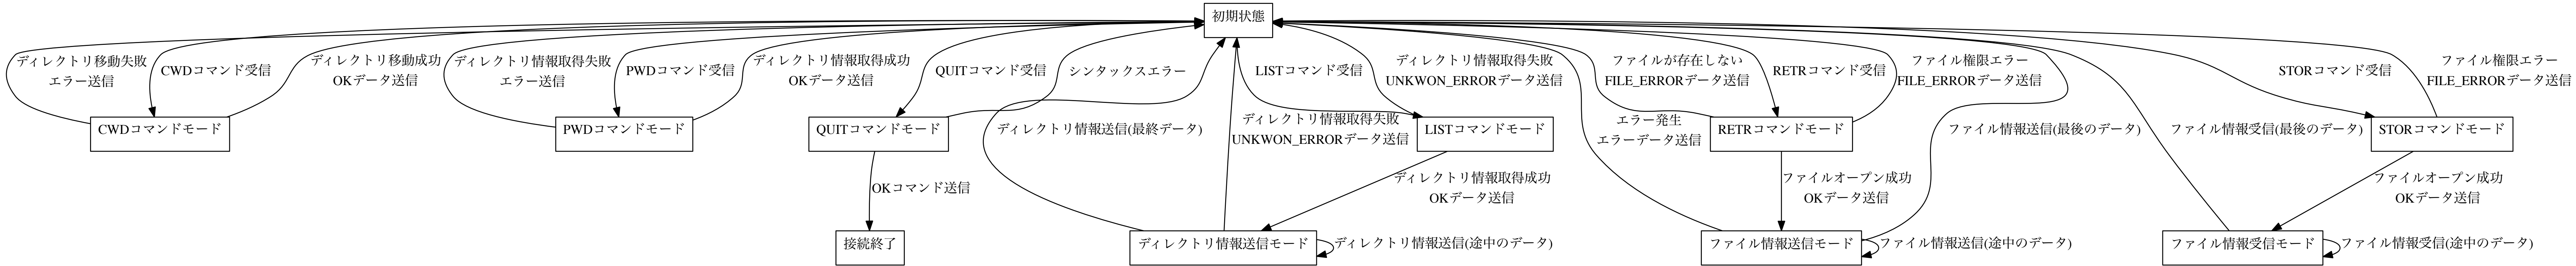 初期状態
ディレクトリ移動失敗
エラー送信
CWDコマンド受信
ディレクトリ移動成功
OKデータ送信
ディレクトリ情報取得失敗
エラー送信
PWDコマンド受信
ディレクトリ情報取得成功
OKデータ送信
QUITコマンド受信
シンタックスエラー
LISTコマンド受信
ディレクトリ情報取得失敗
UNKWON_ERRORデータ送信
ファイルが存在しない
FILE_ERRORデータ送信
RETRコマンド受信
ファイル権限エラー
FILE_ERRORデータ送信
STORコマンド受信
ファイル権限エラー
FILE_ERRORデータ送信
CWDコマンドモード
PWDコマンドモード
QUITコマンドモード
ディレクトリ情報送信(最終データ)
ディレクトリ情報取得失敗
UNKWON_ERRORデータ送信
LISTコマンドモード
エラー発生
エラーデータ送信
RETRコマンドモード
ファイル情報送信(最後のデータ)
ファイル情報受信(最後のデータ)
STORコマンドモード
OKコマンド送信
ディレクトリ情報取得成功
OKデータ送信
ファイルオープン成功
OKデータ送信
ファイルオープン成功
OKデータ送信
接続終了
ディレクトリ情報送信モード
ディレクトリ情報送信(途中のデータ)
ファイル情報送信モード
ファイル情報送信(途中のデータ)
ファイル情報受信モード
ファイル情報受信(途中のデータ)